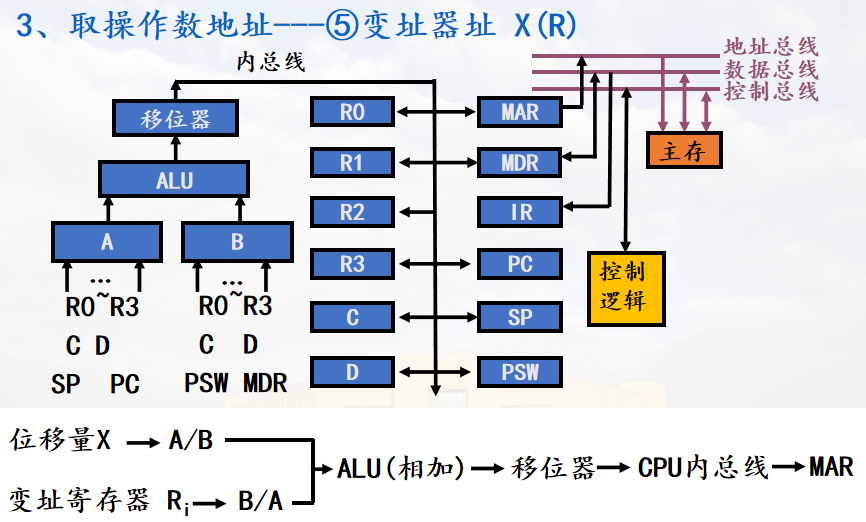 3、取操作数地址---⑤变址器址 X(R)
内总线
地址总线
数据总线
控制总线
移位器
ALU
A
B
R0
R1
R2
R3
C
D
MAR
MDR
IR
PC
SP
PSW
主存
控制
逻辑
... ...
R0~R3 R0~R3
C D C D
SP PC PSW MDR
位移量X A/B
ALU(相加) 移位器 CPU内总线 MAR
变址寄存器 Ri B/A